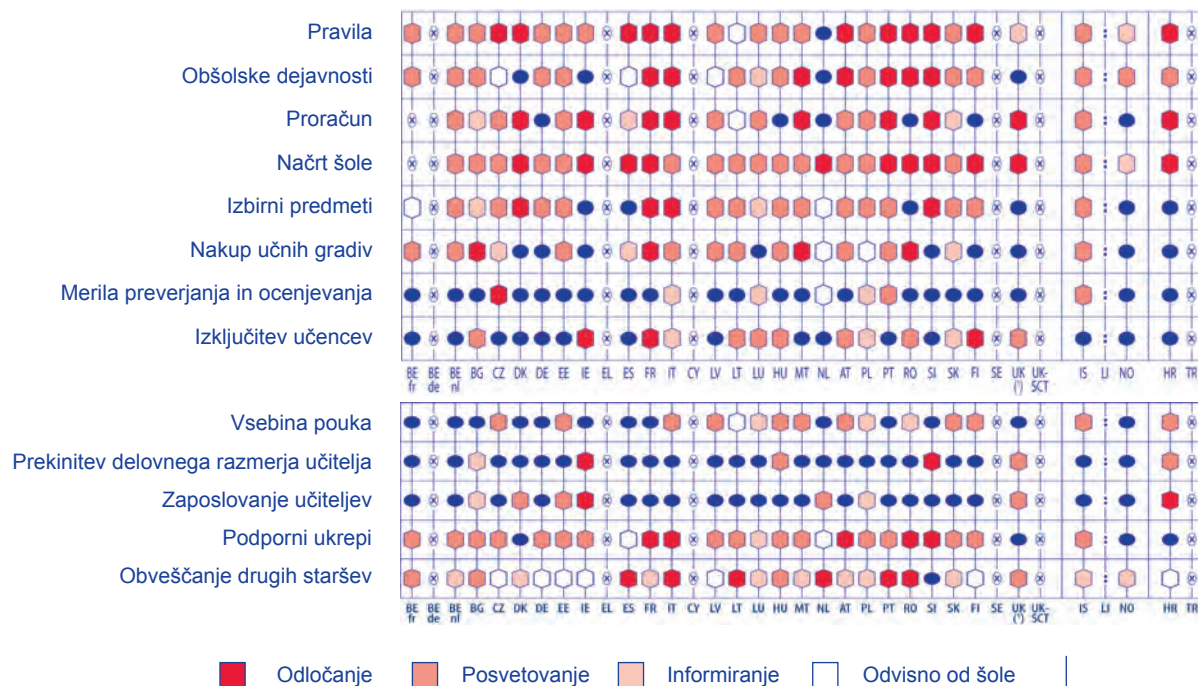 Pravila
Obšolske dejavnosti
Proračun
Načrt šole
Izbirni predmeti
Nakup učnih gradiv
Merila preverjanja in ocenjevanja
Izključitev učencev
BE fr BE de BE nl BG CZ DK DE EE IE EL ES FR IT CY LV LT LU HU MT NL AT PL PT RO SI SK FI SE UK (¹) UK-SCT IS LI NO HR TR
Vsebina pouka
Prekinitev delovnega razmerja učitelja
Zaposlovanje učiteljev
Podporni ukrepi
Obveščanje drugih staršev
BE fr BE de BE nl BG CZ DK DE EE IE EL ES FR IT CY LV LT LU HU MT NL AT PL PT RO SI SK FI SE UK (¹) UK-SCT IS LI NO HR TR
Odločanje Posvetovanje Informiranje Odvisno od šole